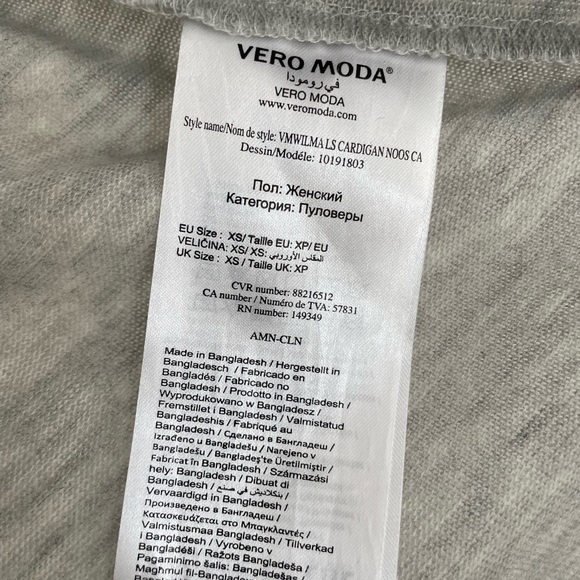 VERO MODA®
في رومودا
VERO MODA
www.veromoda.com
Style name/Nom de style: VMWILMA LS CARDIGAN NOOS CA
Dessin/Modéle: 10191803
Пол: Женский
Категория: Пуловеры
EU Size : XS/ Taille EU: XP/ EU
VELIČINA: XS/ XS: المقاس الأوروبي
UK Size : XS / Taille UK: XP
CVR number: 88216512
CA number / Numéro de TVA: 57831
RN number: 149349
AMN-CLN
Made in Bangladesh / Hergestellt in
Bangladesch / Fabricado en
Bangladés / Fabricado no
Bangladesh / Prodotto in Bangladesh /
Wyprodukowano w Bangladesz /
Fremstillet i Bangladesh / Valmistatud
Bangladeshis / Fabriqué au
Bangladesh / Сделано в Бангладеш /
Izrađeno u Bangladešu / Narejeno v
Bangladešu / Bangladeş'te Üretilmiştir /
Fabricat în Bangladesh / Származási
hely: Bangladesh / Dibuat di
Bangladesh / صنع في بنكلاديش /
Vervaardigd in Bangladesh /
Произведено в Бангладеш /
Κατασκευάζεται στο Μπαγκλαντές /
Valmistusmaa Bangladesh / Tillverkad
i Bangladesh / Vyrobeno v
Bangladéši / Ražots Bangladeša /
Pagaminimo šalis: Bangladešas /
Magħmul fil-Bangladesh /